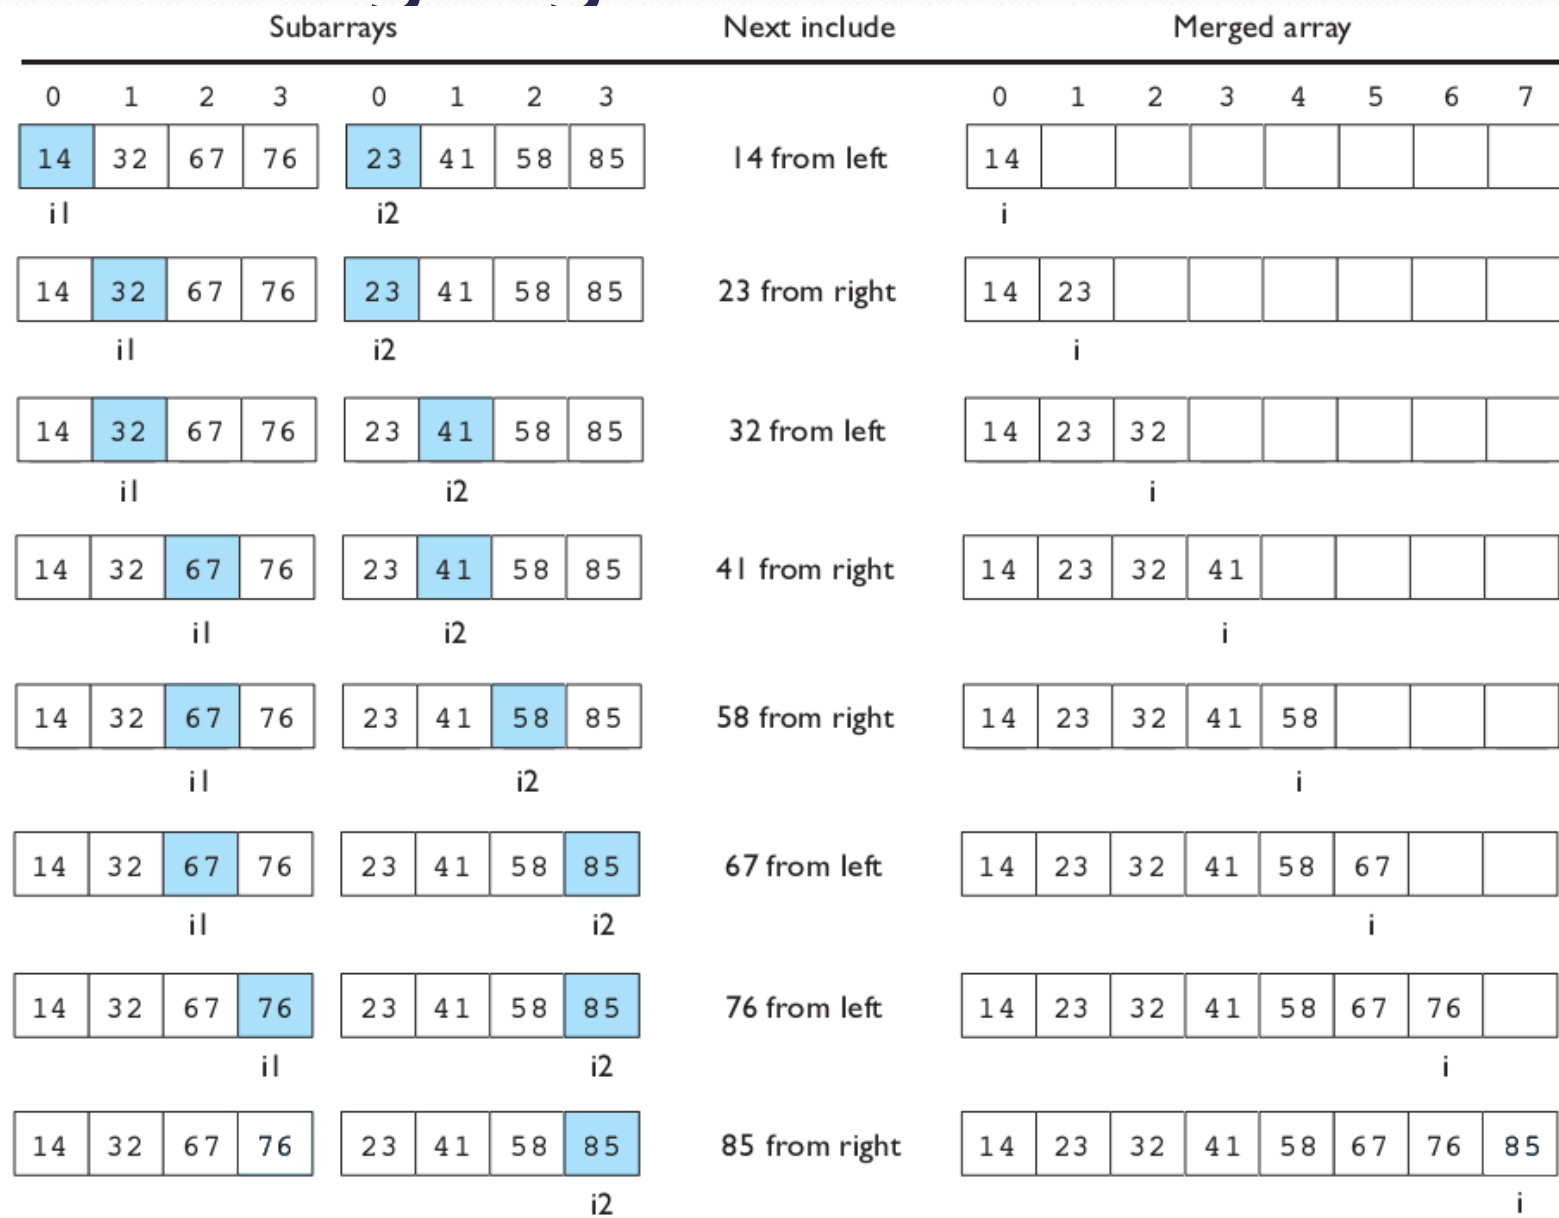 Subarrays Next include Merged array
0 1 2 3 0 1 2 3 0 1 2 3 4 5 6 7
14 32 67 76 23 41 58 85 14 from left 14
i1 i2 i
14 32 67 76 23 41 58 85 23 from right 14 23
i1 i2 i
14 32 67 76 23 41 58 85 32 from left 14 23 32
i1 i2 i
14 32 67 76 23 41 58 85 41 from right 14 23 32 41
i1 i2 i
14 32 67 76 23 41 58 85 58 from right 14 23 32 41 58
i1 i2 i
14 32 67 76 23 41 58 85 67 from left 14 23 32 41 58 67
i1 i2 i
14 32 67 76 23 41 58 85 76 from left 14 23 32 41 58 67 76
i1 i2 i
14 32 67 76 23 41 58 85 85 from right 14 23 32 41 58 67 76 85
i2 i